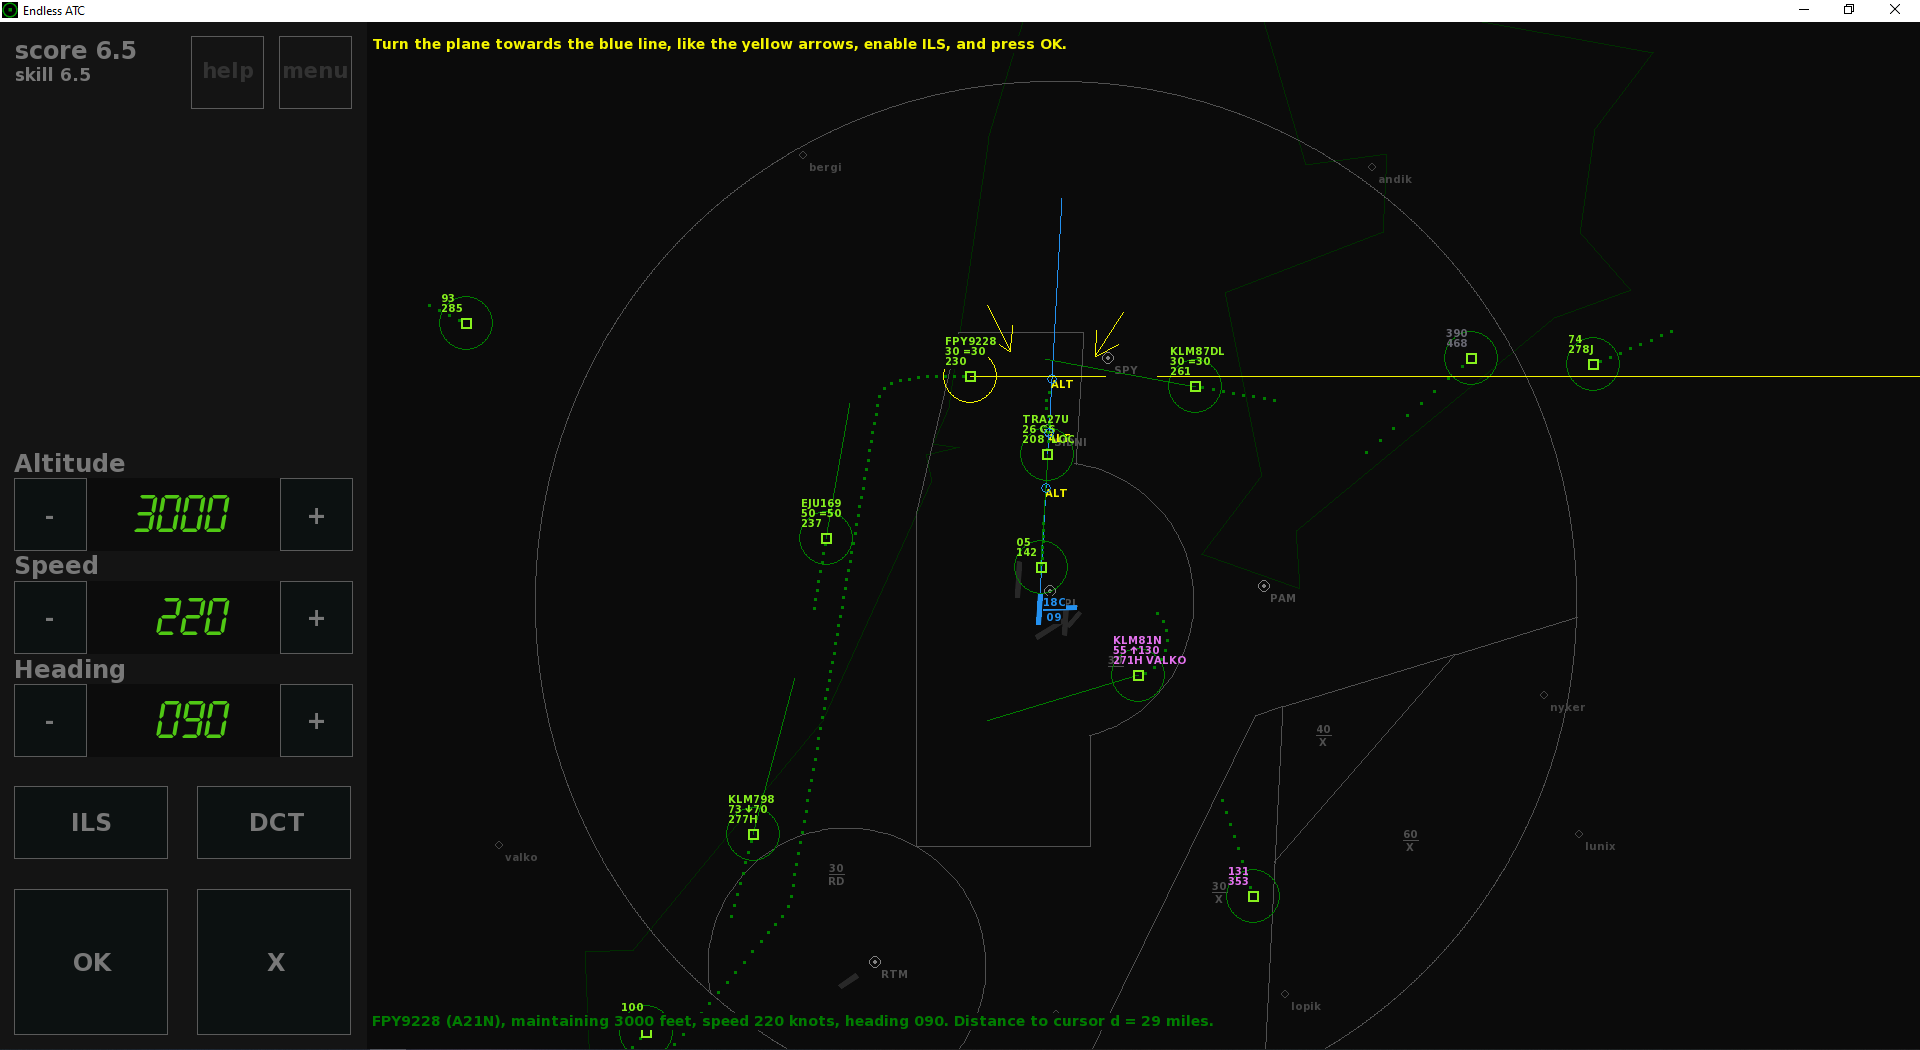 Endless ATC
score 6.5
skill 6.5
help
menu
Turn the plane towards the blue line, like the yellow arrows, enable ILS, and press OK.
bergi
andik
93
285
FPY9228
30 =30
230
KLM87DL
30 =30
261
390
468
74
278J
SPY
ALT
TRA27U
26 GS
208 LOC
ALT
Altitude
- 3000 +
EJU169
50 =50
237
05
142
Speed
- 220 +
18C
09
PAM
KLM81N
55 ↑130
271H VALKO
Heading
- 090 +
nyker
40
X
KLM798
73 ↓70
277H
ILS
DCT
valko
30
RD
60
X
lunix
131
353
30
X
OK
X
RTM
lopik
100
FPY9228 (A21N), maintaining 3000 feet, speed 220 knots, heading 090. Distance to cursor d = 29 miles.